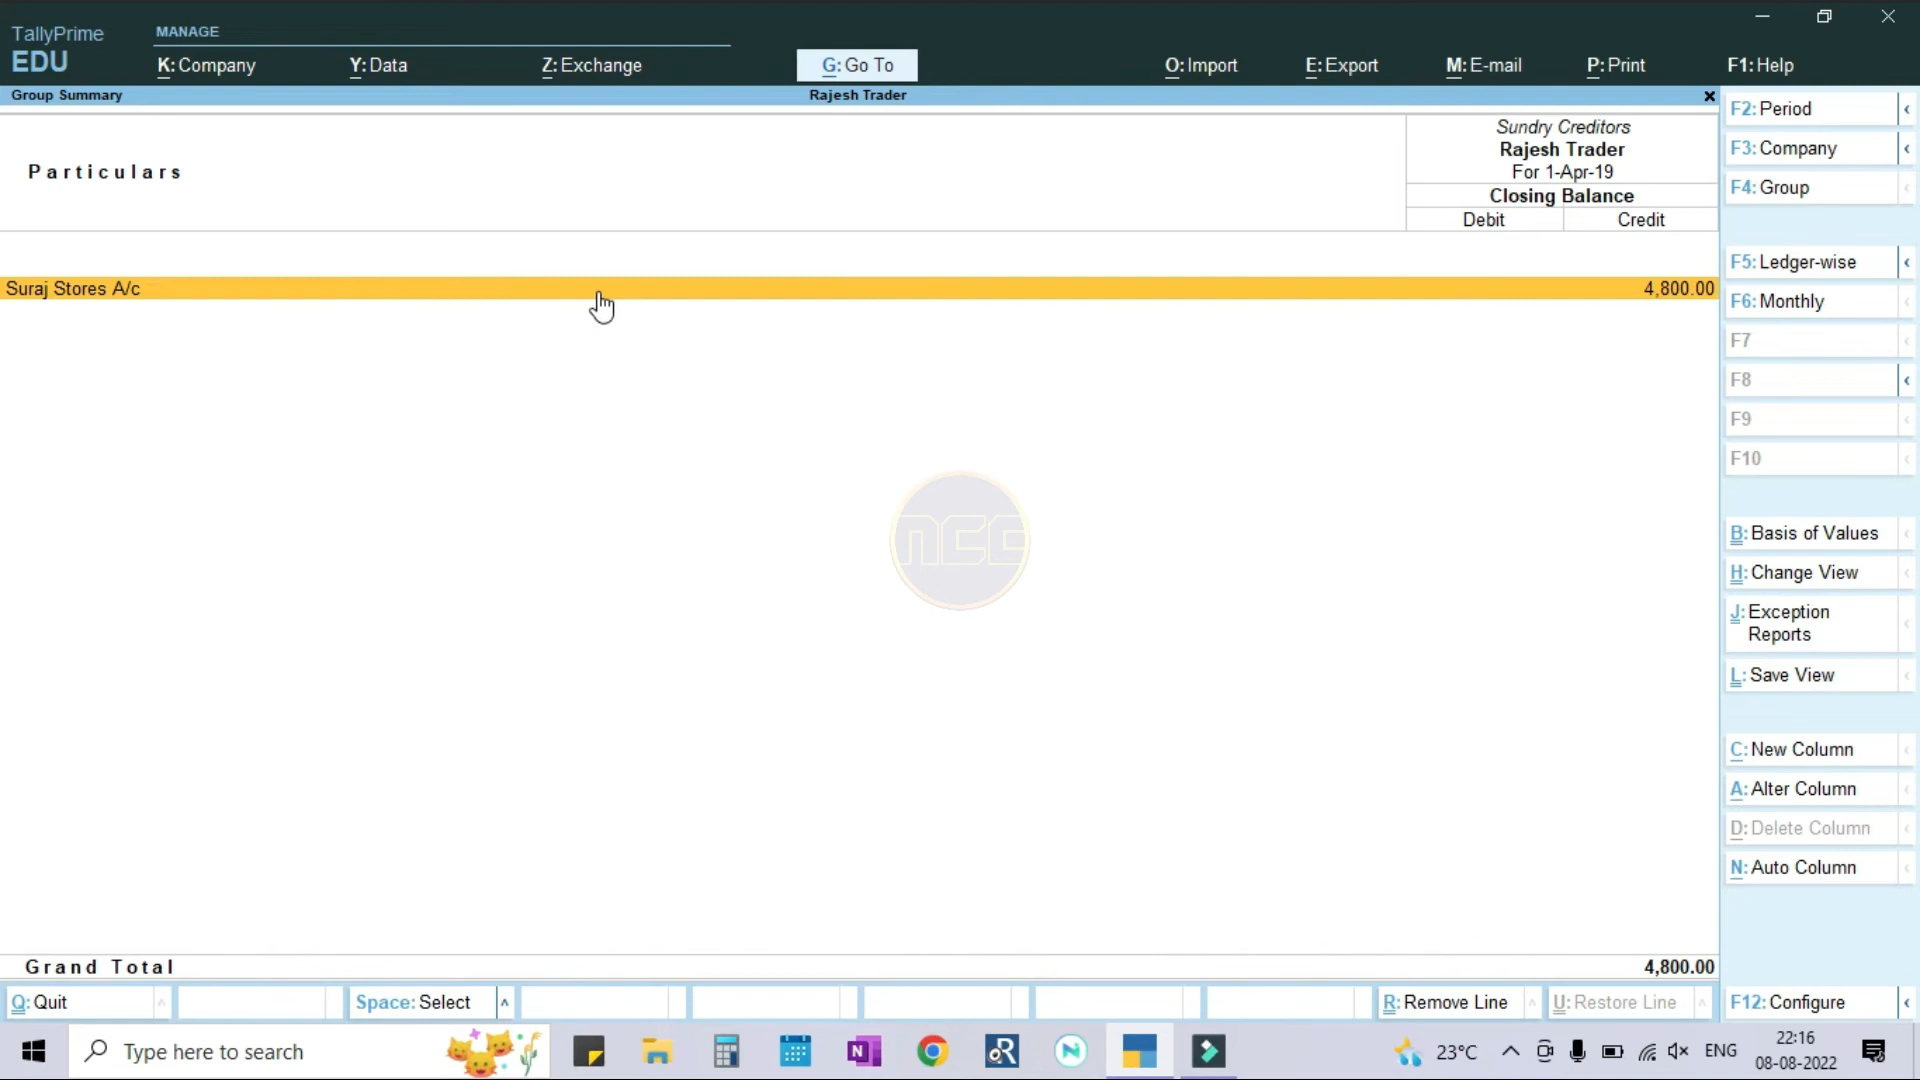 TallyPrime
EDU
MANAGE
K: Company
Y: Data
Z: Exchange
G: Go To
O: Import
E: Export
M: E-mail
P: Print
F1: Help
Group Summary
Rajesh Trader
Particulars
Sundry Creditors
Rajesh Trader
For 1-Apr-19
Closing Balance
Debit
Credit
Suraj Stores A/c
4,800.00
NCC
Grand Total
4,800.00
F2: Period
F3: Company
F4: Group
F5: Ledger-wise
F6: Monthly
F7
F8
F9
F10
B: Basis of Values
H: Change View
J: Exception
Reports
L: Save View
C: New Column
A: Alter Column
D: Delete Column
N: Auto Column
Q: Quit
Space: Select
R: Remove Line
U: Restore Line
F12: Configure
Type here to search
23°C
ENG
22:16
08-08-2022